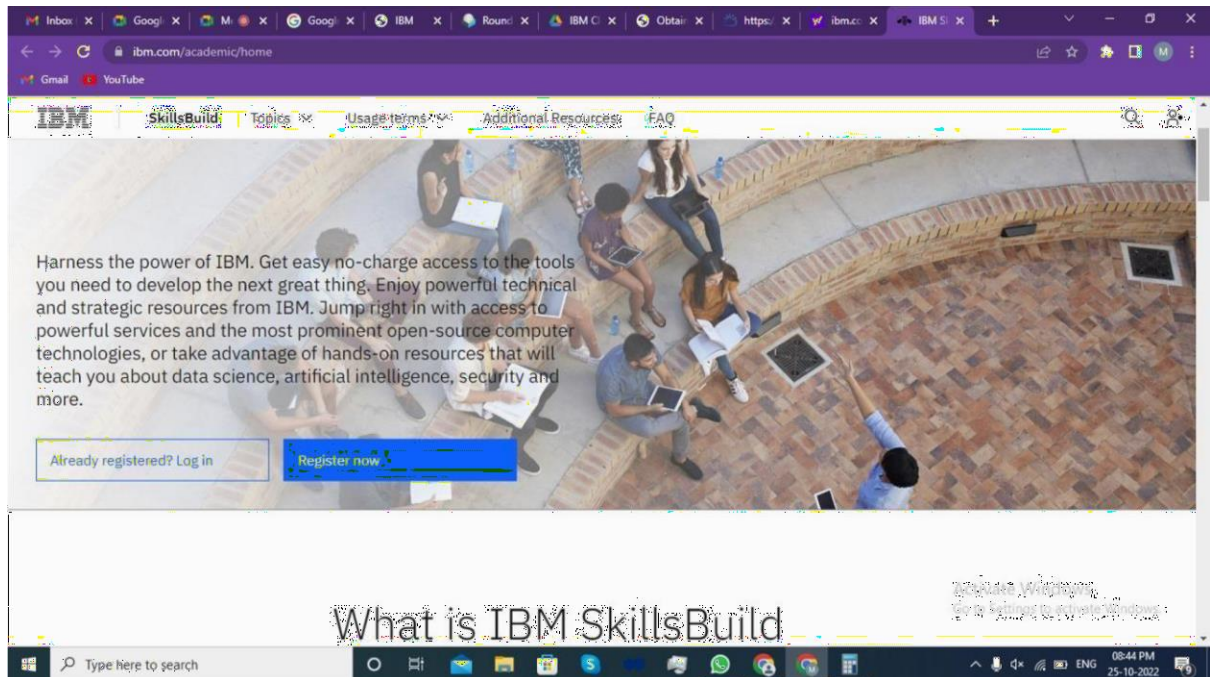 Inbox
Googl
M
Googl
IBM
Round
IBM Cl
Obtain
https:/
ibm.cc
IBM S
ibm.com/academic/home
M
Gmail
YouTube
IBM
SkillsBuild
Topics
Usage terms
Additional Resources
FAQ
Harness the power of IBM. Get easy no-charge access to the tools
you need to develop the next great thing. Enjoy powerful technical
and strategic resources from IBM. Jump right in with access to
powerful services and the most prominent open-source computer
technologies, or take advantage of hands-on resources that will
teach you about data science, artificial intelligence, security and
more.
Already registered? Log in
Register now
What is IBM SkillsBuild
Activate Windows
Go to Settings to activate Windows.
Type here to search
ENG
08:44 PM
25-10-2022